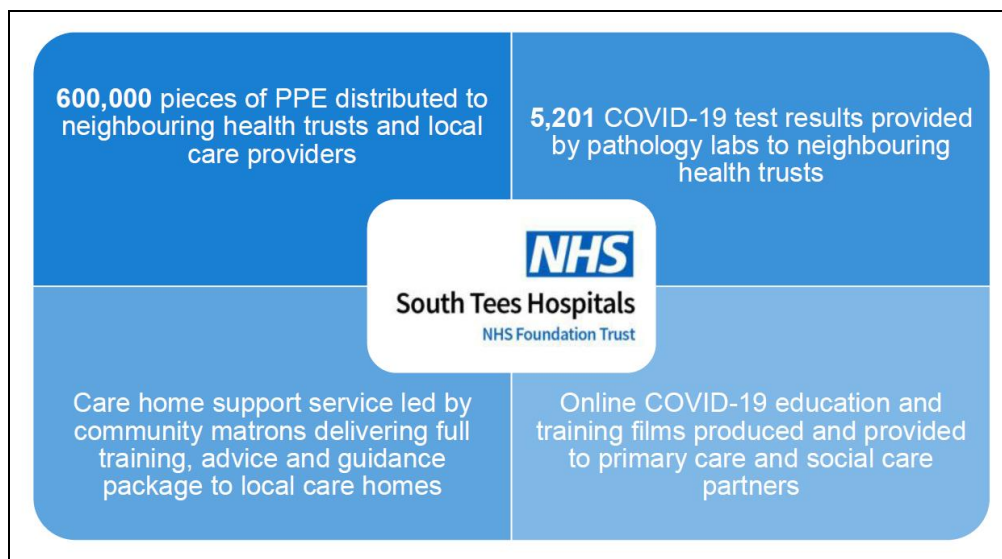 600,000 pieces of PPE distributed to
neighbouring health trusts and local
care providers
5,201 COVID-19 test results provided
by pathology labs to neighbouring
health trusts
NHS
South Tees Hospitals
NHS Foundation Trust
Care home support service led by
community matrons delivering full
training, advice and guidance
package to local care homes
Online COVID-19 education and
training films produced and provided
to primary care and social care
partners